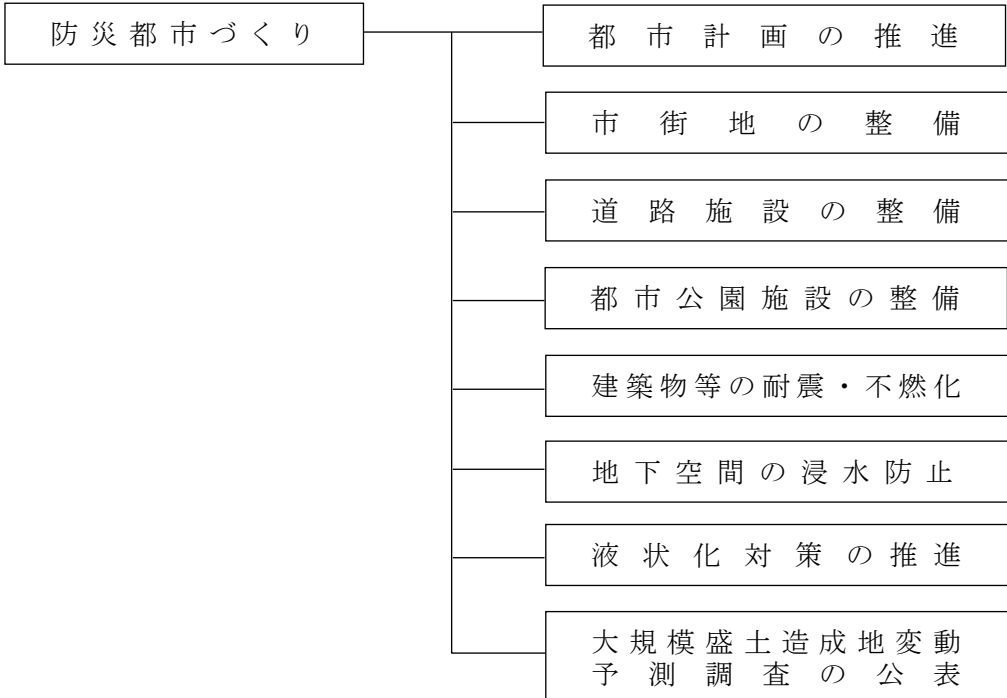 防災都市づくり
都市計画の推進
市街地の整備
道路施設の整備
都市公園施設の整備
建築物等の耐震・不燃化
地下空間の浸水防止
液状化対策の推進
大規模盛土造成地変動
予測調査の公表